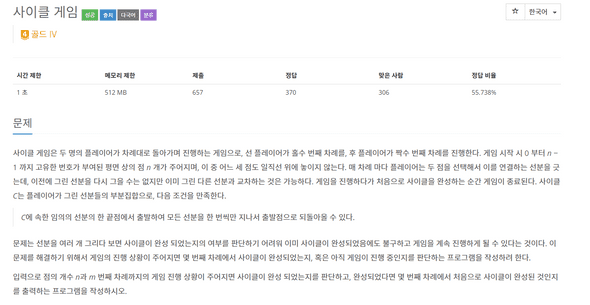 사이클 게임 성공 출처 다국어 분류
☆ 한국어
4 골드 IV
시간 제한 메모리 제한 제출 정답 맞은 사람 정답 비율
1 초 512 MB 657 370 306 55.738%
문제
사이클 게임은 두 명의 플레이어가 차례대로 돌아가며 진행하는 게임으로, 선 플레이어가 홀수 번째 차례를, 후 플레이어가 짝수 번째 차례를 진행한다. 게임 시작 시 0 부터 n −
1 까지 고유한 번호가 부여된 평면 상의 점 n 개가 주어지며, 이 중 어느 세 점도 일직선 위에 놓이지 않는다. 매 차례 마다 플레이어는 두 점을 선택해서 이를 연결하는 선분을 긋
는데, 이전에 그린 선분을 다시 그을 수는 없지만 이미 그린 다른 선분과 교차하는 것은 가능하다. 게임을 진행하다가 처음으로 사이클을 완성하는 순간 게임이 종료된다. 사이클
C는 플레이어가 그린 선분들의 부분집합으로, 다음 조건을 만족한다.
C에 속한 임의의 선분의 한 끝점에서 출발하여 모든 선분을 한 번씩만 지나서 출발점으로 되돌아올 수 있다.
문제는 선분을 여러 개 그리다 보면 사이클이 완성 되었는지의 여부를 판단하기 어려워 이미 사이클이 완성되었음에도 불구하고 게임을 계속 진행하게 될 수 있다는 것이다. 이
문제를 해결하기 위해서 게임의 진행 상황이 주어지면 몇 번째 차례에서 사이클이 완성되었는지, 혹은 아직 게임이 진행 중인지를 판단하는 프로그램을 작성하려 한다.
입력으로 점의 개수 n과 m 번째 차례까지의 게임 진행 상황이 주어지면 사이클이 완성 되었는지를 판단하고, 완성되었다면 몇 번째 차례에서 처음으로 사이클이 완성된 것인지
를 출력하는 프로그램을 작성하시오.